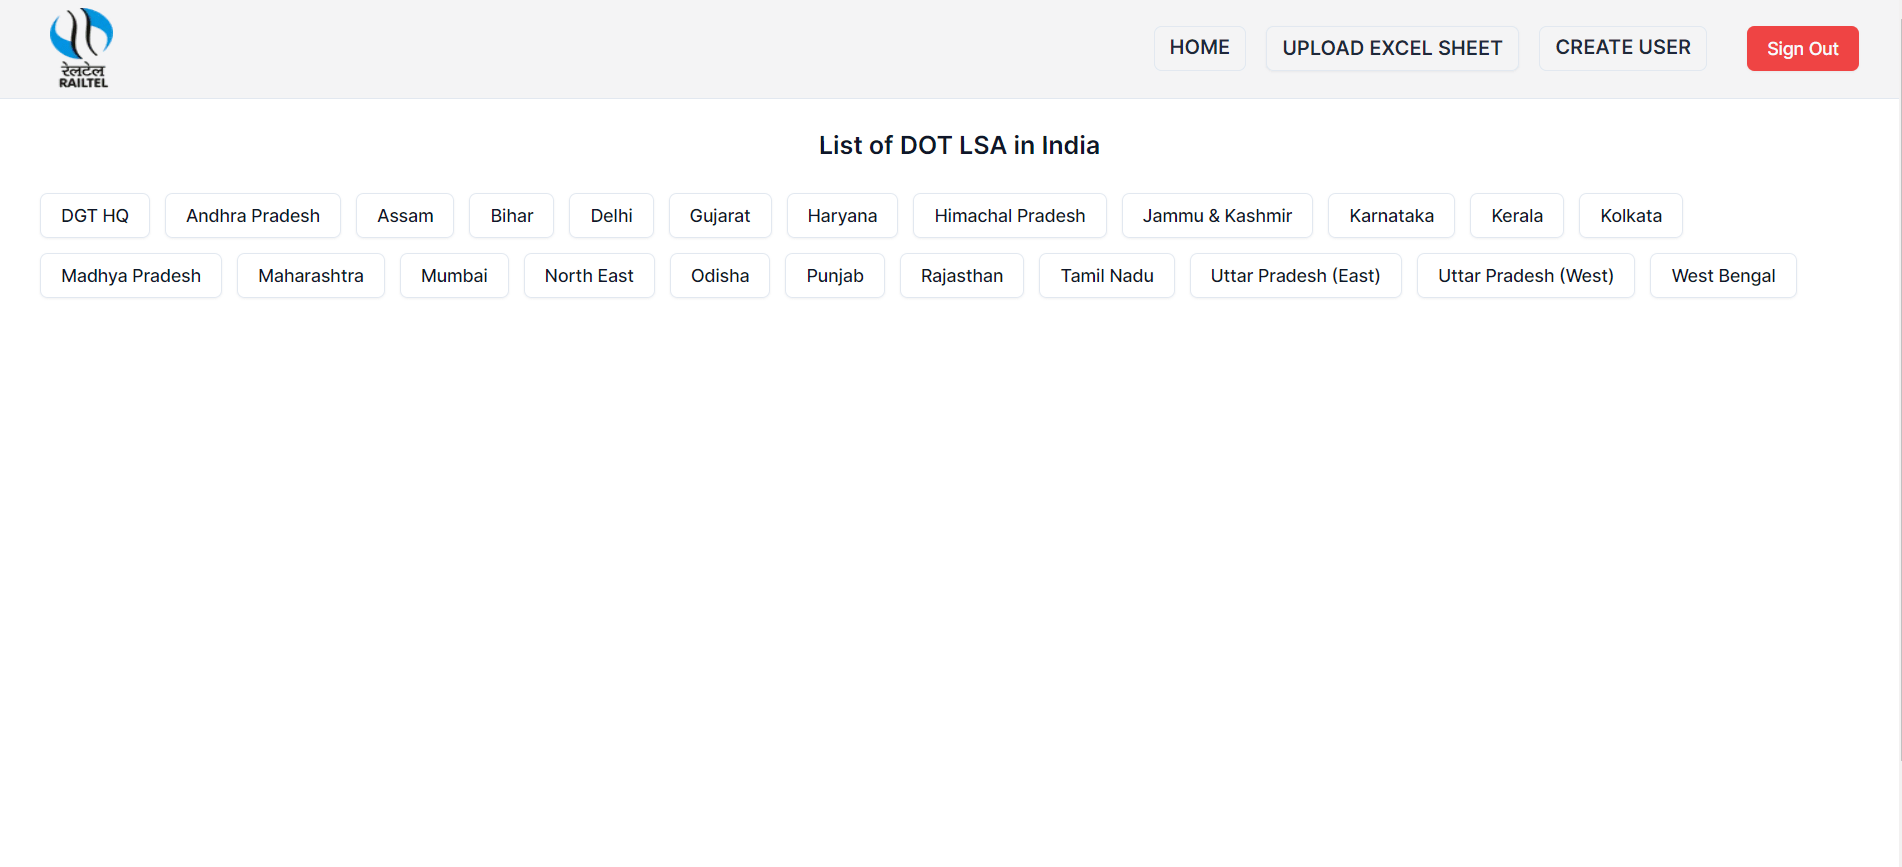 रेलटेल
RAILTEL
HOME UPLOAD EXCEL SHEET CREATE USER Sign Out
List of DOT LSA in India
DGT HQ Andhra Pradesh Assam Bihar Delhi Gujarat Haryana Himachal Pradesh Jammu & Kashmir Karnataka Kerala Kolkata
Madhya Pradesh Maharashtra Mumbai North East Odisha Punjab Rajasthan Tamil Nadu Uttar Pradesh (East) Uttar Pradesh (West) West Bengal